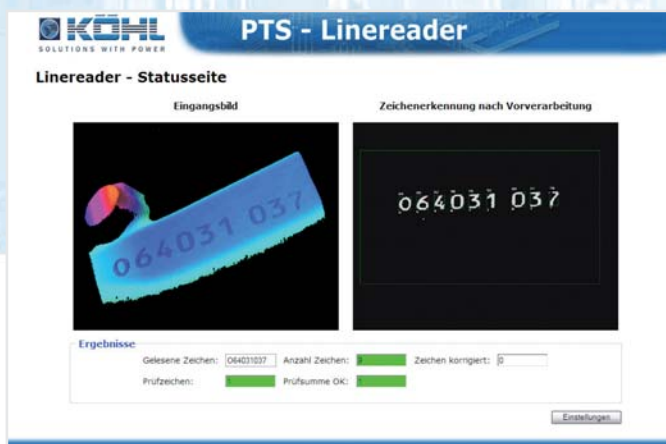 KÖHL
SOLUTIONS WITH POWER
PTS - Linereader
Linereader - Statusseite
Eingangsbild
Zeichenerkennung nach Vorverarbeitung
064031 037
064031 037
Ergebnisse
Gelesene Zeichen: 064031037 Anzahl Zeichen: 9 Zeichen korrigiert: 0
Prüfzeichen: Prüfsumme OK:
Einstellungen